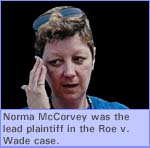 Norma McCorvey was the
lead plaintiff in the Roe v.
Wade case.